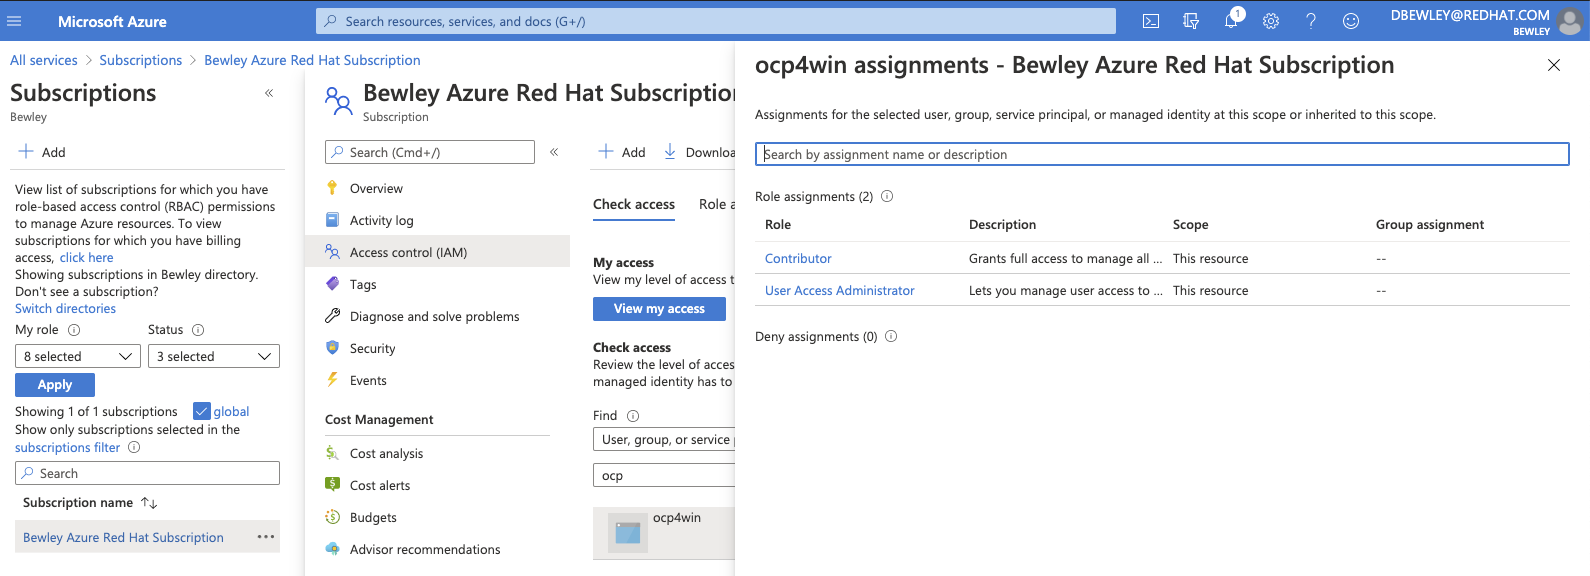 Microsoft Azure
Search resources, services, and docs (G+/)
1
DBEWLEY@REDHAT.COM
BEWLEY
All services > Subscriptions > Bewley Azure Red Hat Subscription
Subscriptions
Bewley
Add
View list of subscriptions for which you have
role-based access control (RBAC) permissions
to manage Azure resources. To view
subscriptions for which you have billing
access, click here
Showing subscriptions in Bewley directory.
Don't see a subscription?
Switch directories
My role
Status
8 selected
3 selected
Apply
Showing 1 of 1 subscriptions global
Show only subscriptions selected in the
subscriptions filter
Search
Subscription name
Bewley Azure Red Hat Subscription
Bewley Azure Red Hat Subscription
Subscription
Search (Cmd+/)
Overview
Activity log
Access control (IAM)
Tags
Diagnose and solve problems
Security
Events
Cost Management
Cost analysis
Cost alerts
Budgets
Advisor recommendations
Add
Downloa
Check access
Role a
My access
View my level of access t
View my access
Check access
Review the level of acces
managed identity has to
Find
User, group, or service p
ocp
ocp4win
ocp4win assignments - Bewley Azure Red Hat Subscription
Assignments for the selected user, group, service principal, or managed identity at this scope or inherited to this scope.
Search by assignment name or description
Role assignments (2)
Role Description Scope Group assignment
Contributor Grants full access to manage all ... This resource --
User Access Administrator Lets you manage user access to ... This resource --
Deny assignments (0)